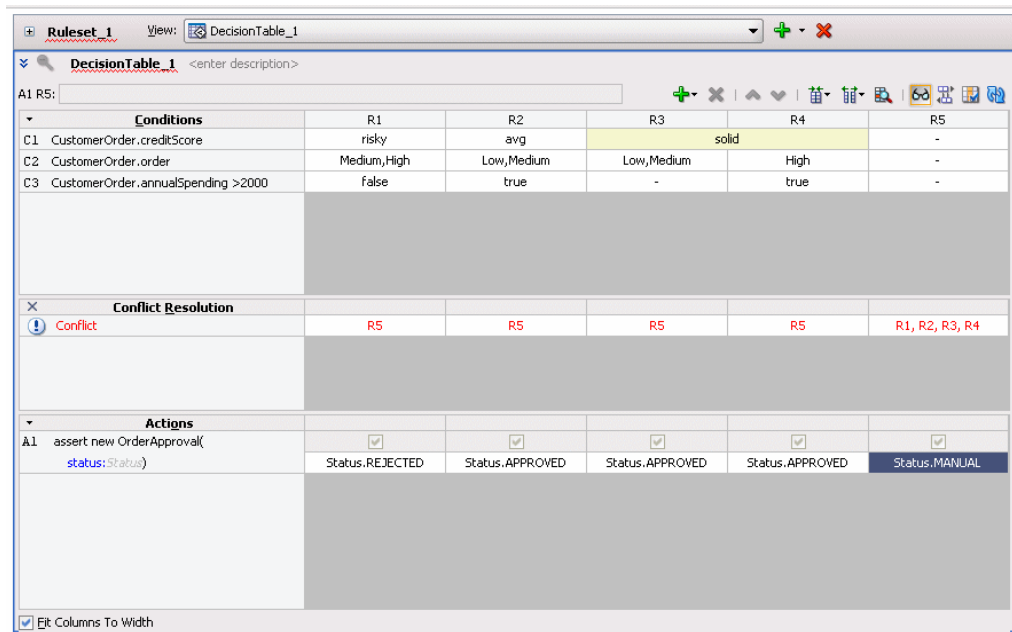 Ruleset_1 View: DecisionTable_1
DecisionTable_1 <enter description>
A1 R5:
Conditions R1 R2 R3 R4 R5
C1 CustomerOrder.creditScore risky avg solid -
C2 CustomerOrder.order Medium,High Low,Medium Low,Medium High -
C3 CustomerOrder.annualSpending >2000 false true - true -
Conflict Resolution
Conflict R5 R5 R5 R5 R1, R2, R3, R4
Actions
A1 assert new OrderApproval(
status:Status) Status.REJECTED Status.APPROVED Status.APPROVED Status.APPROVED Status.MANUAL
Fit Columns To Width